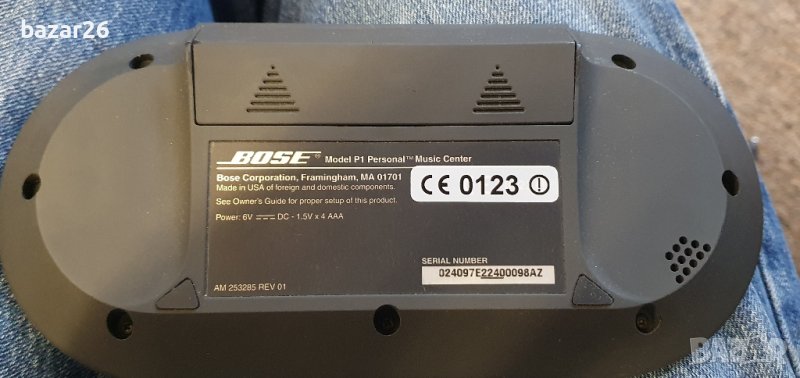 bazar26
BOSE® Model P1 Personal™ Music Center
Bose Corporation, Framingham, MA 01701
Made in USA of foreign and domestic components.
See Owner's Guide for proper setup of this product.
Power: 6V ⎓ DC - 1.5V x 4 AAA
CE 0123
SERIAL NUMBER
024097E22400098AZ
AM 253285 REV 01
BAZAR